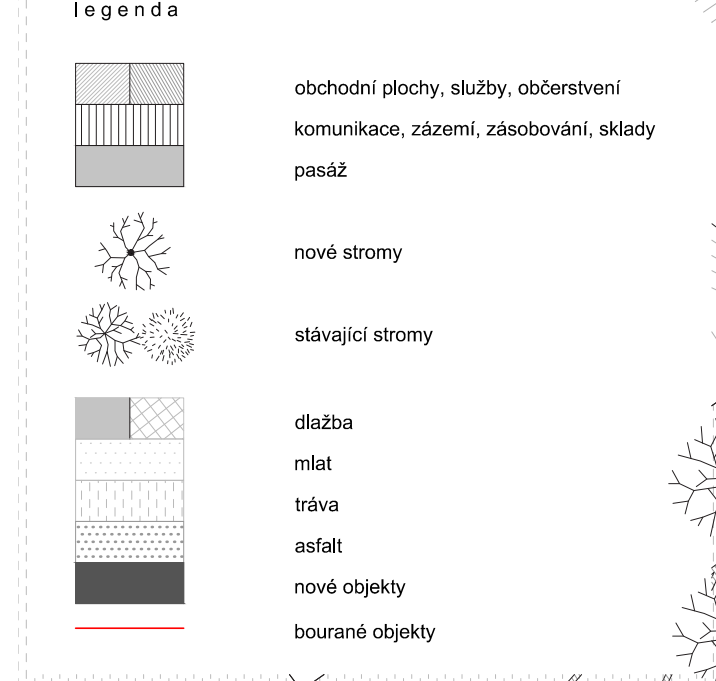 legenda
obchodní plochy, služby, občerstvení
komunikace, zázemí, zásobování, sklady
pasáž
nové stromy
stávající stromy
dlažba
mlat
tráva
asfalt
nové objekty
bourané objekty